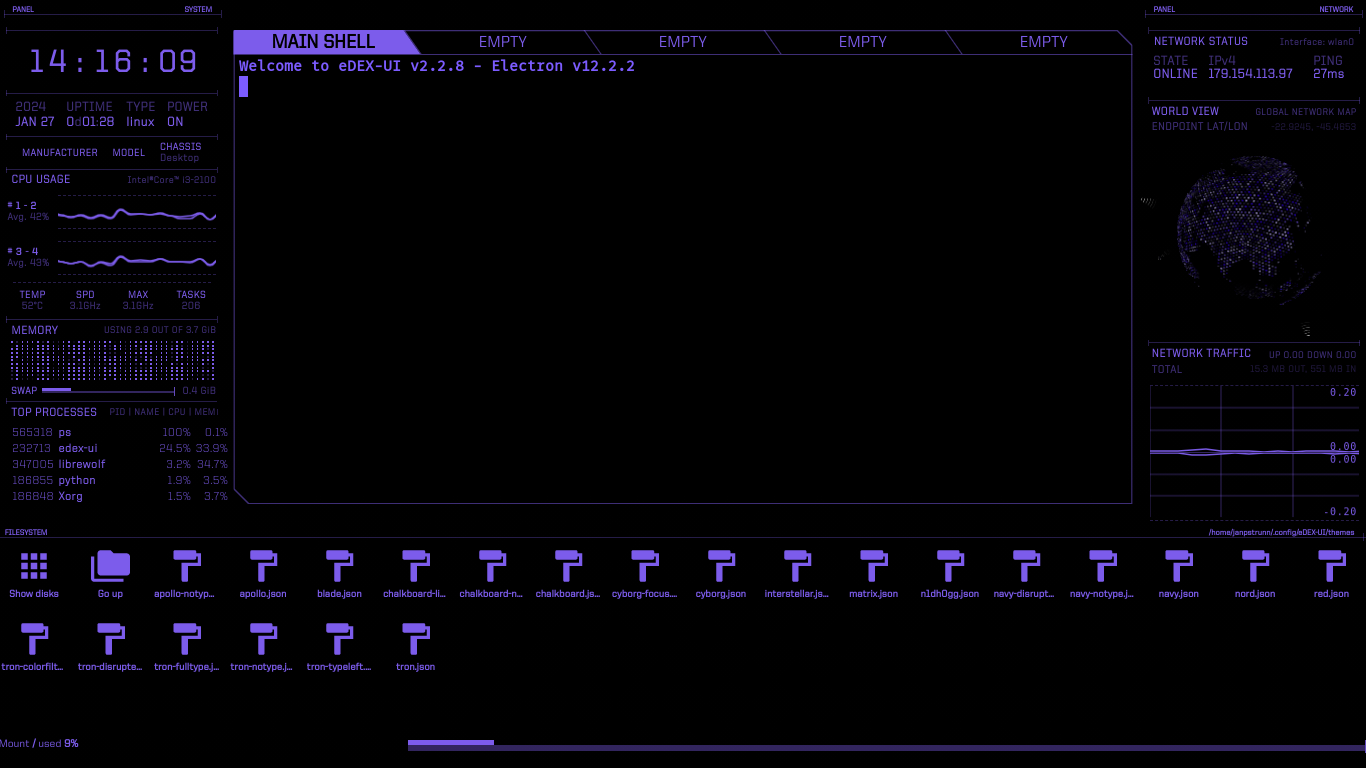 PANEL SYSTEM
14:16:09
2024 UPTIME TYPE POWER
JAN 27 0d01:28 linux ON
MANUFACTURER MODEL CHASSIS
Desktop
CPU USAGE Intel®Core™ i3-2100
# 1 - 2
Avg. 42%
# 3 - 4
Avg. 43%
TEMP SPD MAX TASKS
52°C 3.1GHz 3.1GHz 206
MEMORY USING 2.9 OUT OF 3.7 GiB
SWAP 0.4 GiB
TOP PROCESSES PID | NAME | CPU | MEM
565318 ps 100% 0.1%
232713 edex-ui 24.5% 33.9%
347005 librewolf 3.2% 34.7%
186855 python 1.9% 3.5%
186848 Xorg 1.5% 3.7%
MAIN SHELL EMPTY EMPTY EMPTY EMPTY
Welcome to eDEX-UI v2.2.8 - Electron v12.2.2
PANEL NETWORK
NETWORK STATUS Interface: wlan0
STATE IPv4 PING
ONLINE 179.154.113.97 27ms
WORLD VIEW GLOBAL NETWORK MAP
ENDPOINT LAT/LON -22.9245, -45.4653
NETWORK TRAFFIC UP 0.00 DOWN 0.00
TOTAL 15.3 MB OUT, 551 MB IN
0.20
0.00
0.00
-0.20
FILESYSTEM /home/janpstrunn/.config/eDEX-UI/themes
Show disks Go up apollo-notyp... apollo.json blade.json chalkboard-li... chalkboard-n... chalkboard.js... cyborg-focus.... cyborg.json interstellar.js... matrix.json n1dh0gg.json navy-disrupt... navy-notype.j... navy.json nord.json red.json
tron-colorfilt... tron-disrupte... tron-fulltype.j... tron-notype.j... tron-typeleft.... tron.json
Mount / used 9%